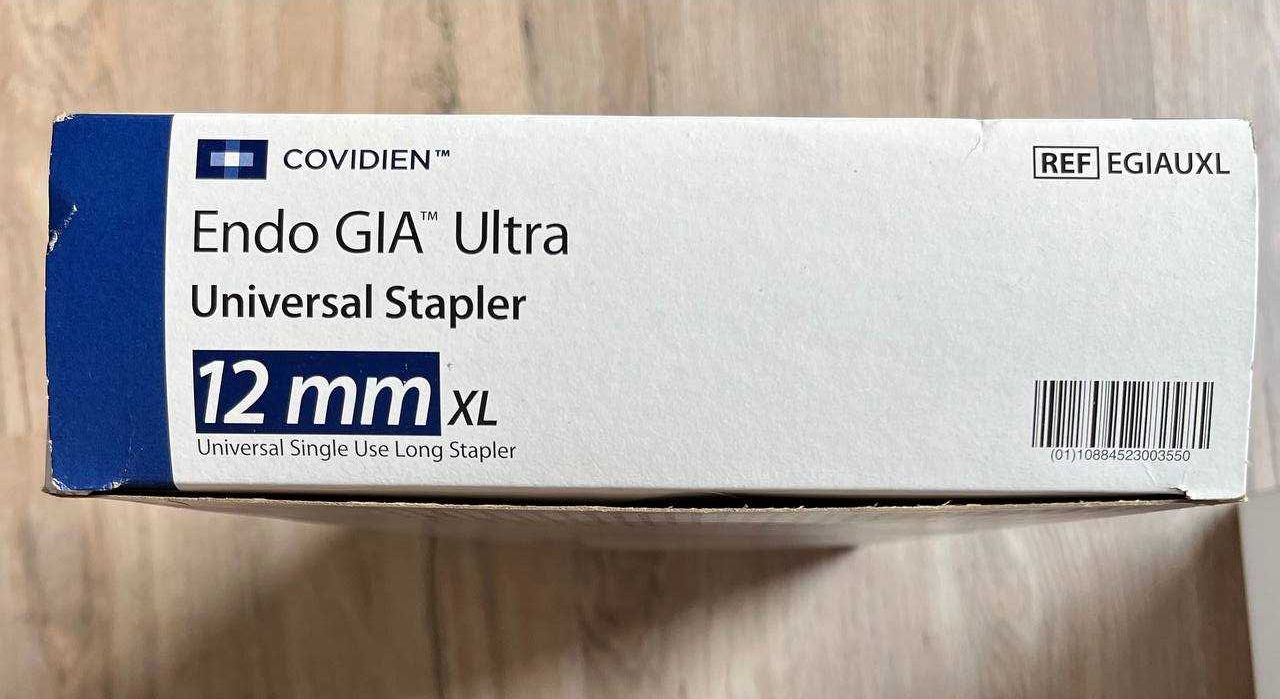 COVIDIEN™
REF EGIAUXL
Endo GIA™ Ultra
Universal Stapler
12 mm XL
Universal Single Use Long Stapler
(01)10884523003550